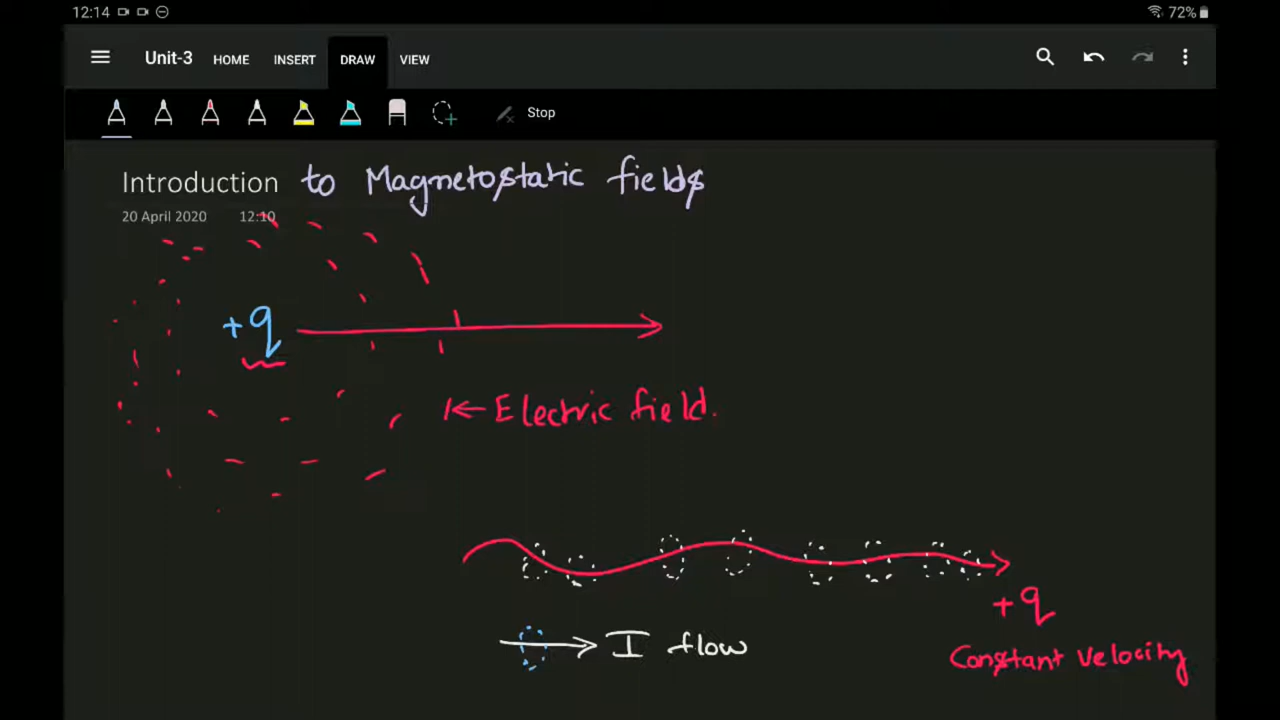 12:14 72%
Unit-3 HOME INSERT DRAW VIEW
Stop
Introduction to Magnetostatic fields
20 April 2020 12:10
+q
Electric field.
+q
I flow
Constant velocity